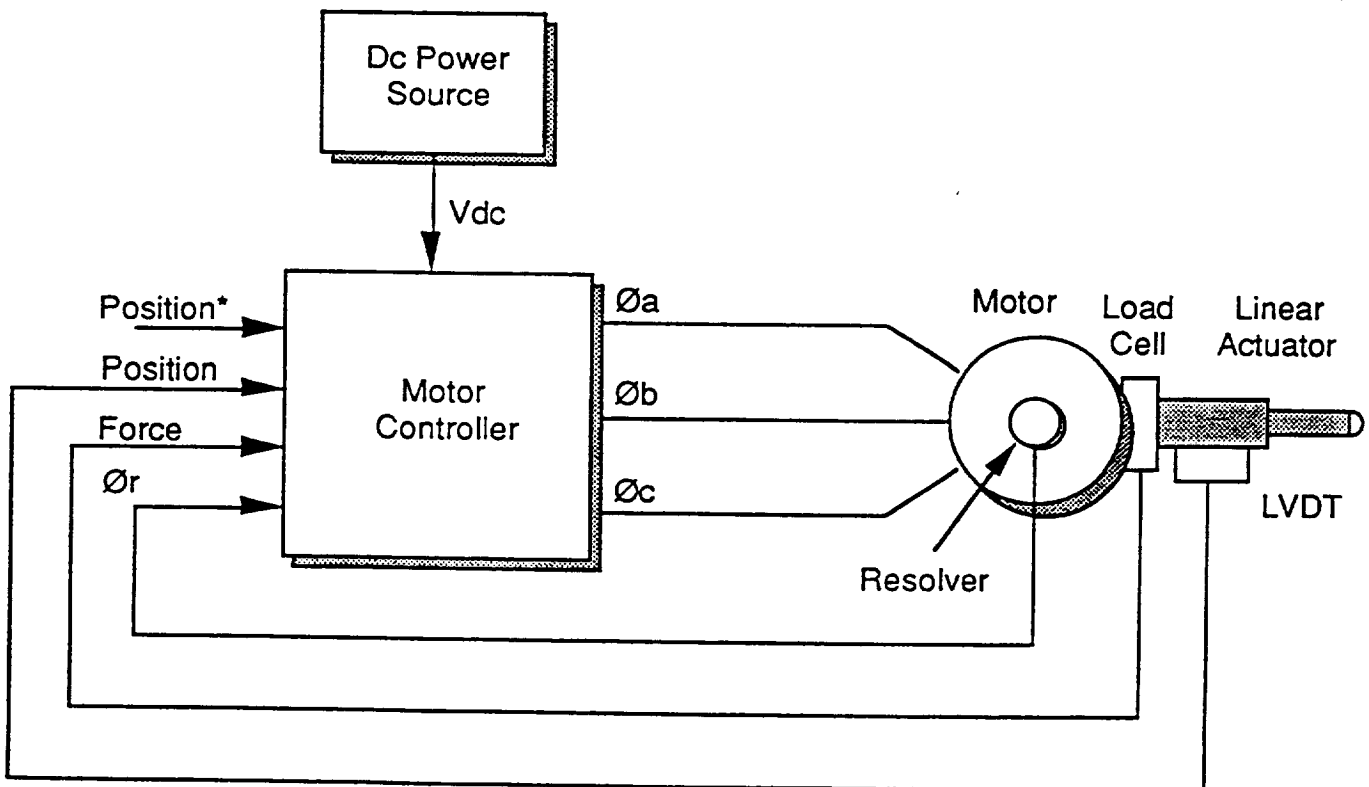 Dc Power
Source
Vdc
Position*
Position
Force
Ør
Motor
Controller
Øa
Øb
Øc
Motor
Load
Cell
Linear
Actuator
LVDT
Resolver